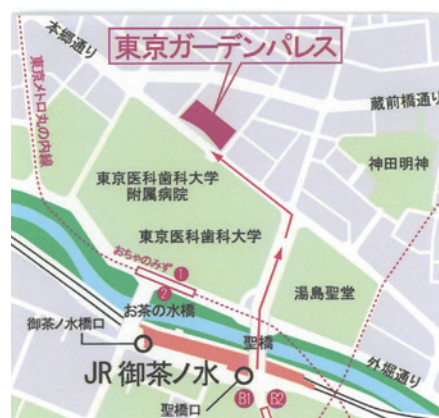 本郷通り
東京ガーデンパレス
蔵前橋通り
東京メトロ丸の内線
神田明神
東京医科歯科大学
附属病院
東京医科歯科大学
おちゃのみず
1
2
お茶の水橋
湯島聖堂
御茶ノ水橋口
聖橋
外堀通り
JR 御茶ノ水
聖橋口
B1
B2